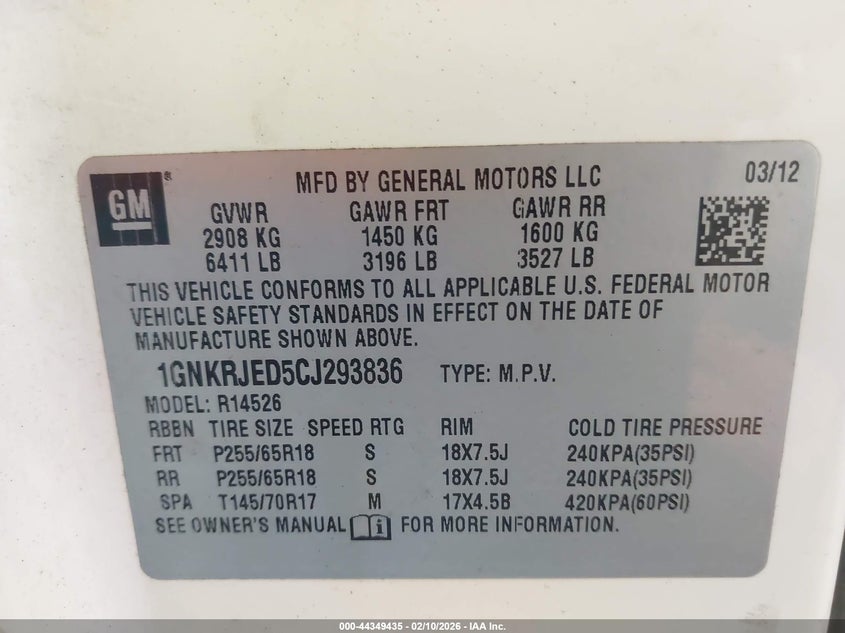 GM ® MFD BY GENERAL MOTORS LLC 03/12
GVWR GAWR FRT GAWR RR
2908 KG 1450 KG 1600 KG
6411 LB 3196 LB 3527 LB
THIS VEHICLE CONFORMS TO ALL APPLICABLE U.S. FEDERAL MOTOR
VEHICLE SAFETY STANDARDS IN EFFECT ON THE DATE OF
MANUFACTURE SHOWN ABOVE.
1GNKRJED5CJ293836 TYPE: M.P.V.
MODEL: R14526
RBBN TIRE SIZE SPEED RTG RIM COLD TIRE PRESSURE
FRT P255/65R18 S 18X7.5J 240KPA(35PSI)
RR P255/65R18 S 18X7.5J 240KPA(35PSI)
SPA T145/70R17 M 17X4.5B 420KPA(60PSI)
SEE OWNER'S MANUAL i FOR MORE INFORMATION.
000-44349435 - 02/10/2026 - IAA Inc.